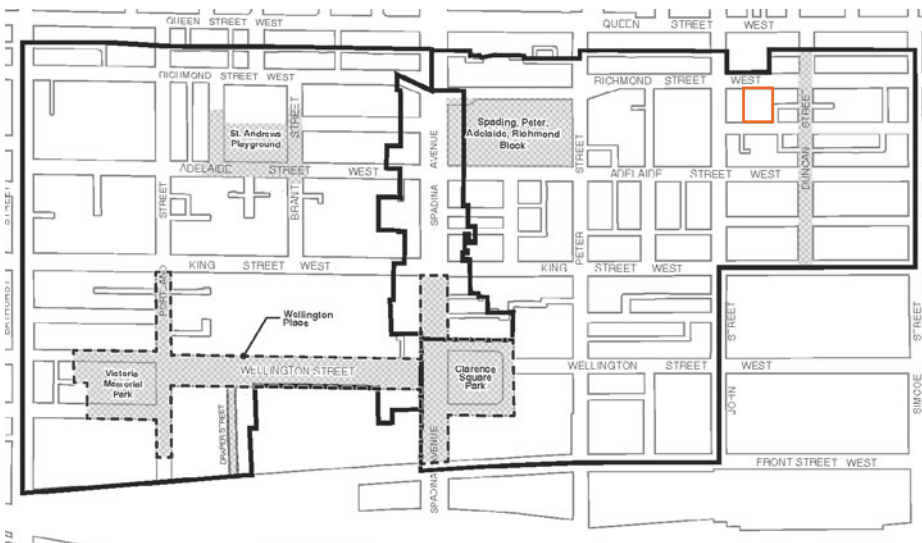 QUEEN STREET WEST
QUEEN STREET WEST
RICHMOND STREET WEST
RICHMOND STREET WEST
St. Andrews
Playground
STREET
BRANT
Spading, Peter,
Adelaide, Richmond
Block
AVENUE
SPADINA
STREET
PETER
STREET
DUNCAN
ADELAIDE STREET WEST
ADELAIDE STREET WEST
STREET
PORTLAND
KING STREET WEST
KING STREET WEST
BATHURST
Wellington
Place
WELLINGTON STREET
WELLINGTON STREET WEST
Victoria
Memorial
Park
Clarence
Square
Park
DRAPER STREET
STREET
JOHN
STREET
SIMCOE
FRONT STREET WEST
AVENUE
SPADINA